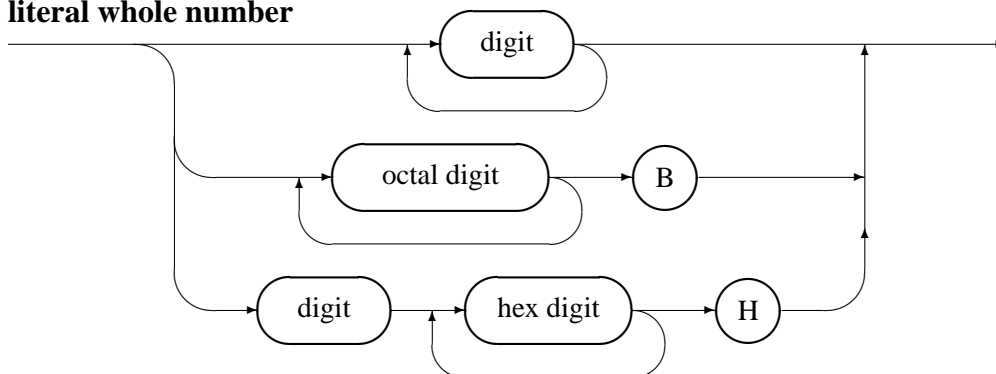 literal whole number
digit
octal digit B
digit hex digit H